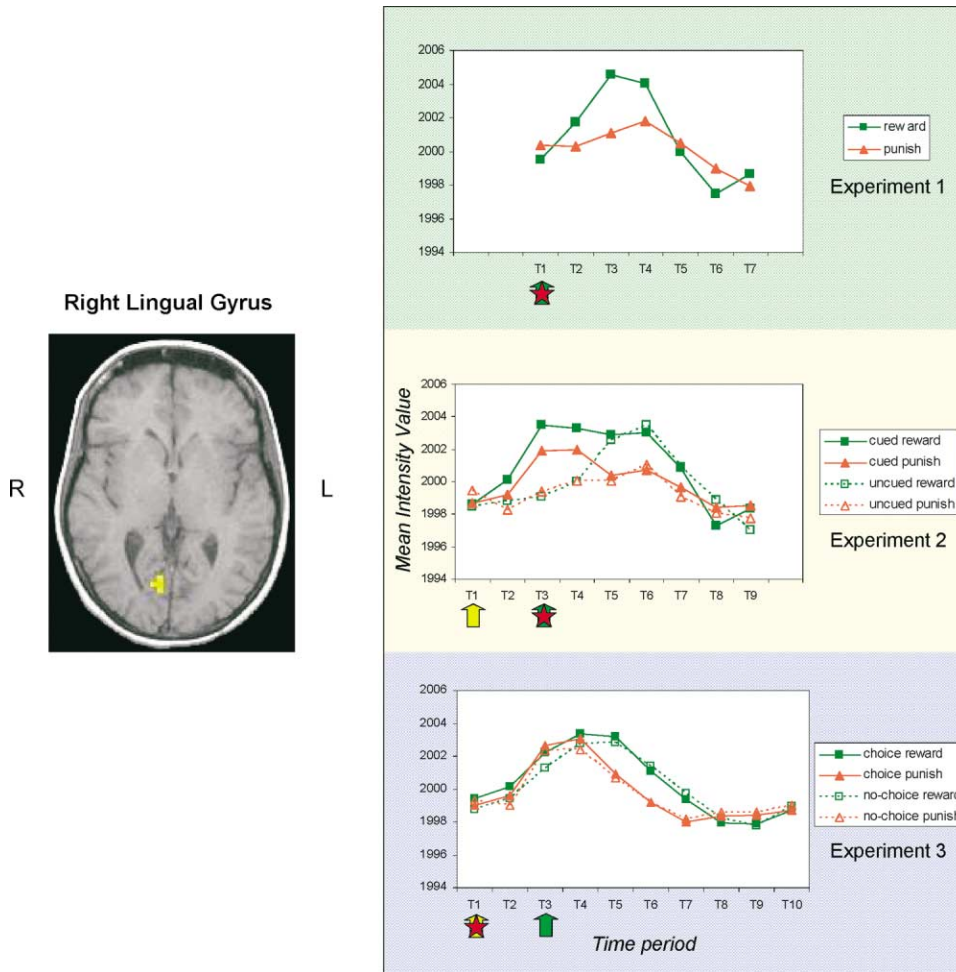 Right Lingual Gyrus
R
L
2006
2004
2002
2000
1998
1996
1994
T1 T2 T3 T4 T5 T6 T7
reward
punish
Experiment 1
Mean Intensity Value
2006
2004
2002
2000
1998
1996
1994
T1 T2 T3 T4 T5 T6 T7 T8 T9
cued reward
cued punish
uncued reward
uncued punish
Experiment 2
2006
2004
2002
2000
1998
1996
1994
T1 T2 T3 T4 T5 T6 T7 T8 T9 T10
choice reward
choice punish
no-choice reward
no-choice punish
Experiment 3
Time period